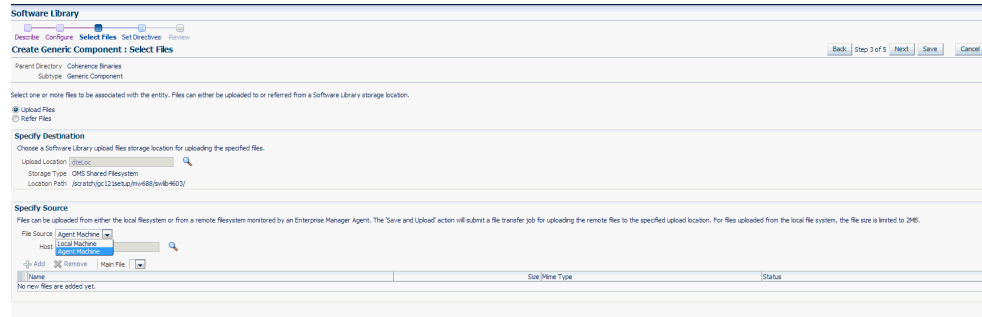 Software Library
Describe Configure Select Files Set Directives Review
Create Generic Component : Select Files
Back Step 3 of 5 Next Save Cancel
Parent Directory Coherence Binaries
Subtype Generic Component
Select one or more files to be associated with the entity. Files can either be uploaded to or referred from a Software Library storage location.
Upload Files
Refer Files
Specify Destination
Choose a Software Library upload files storage location for uploading the specified files.
Upload Location dteLoc
Storage Type OMS Shared Filesystem
Location Path /scratch/gc121setup/mw688/swlib4603/
Specify Source
Files can be uploaded from either the local filesystem or from a remote filesystem monitored by an Enterprise Manager Agent. The 'Save and Upload' action will submit a file transfer job for uploading the remote files to the specified upload location. For files uploaded from the local file system, the file size is limited to 2MB.
File Source Agent Machine
Local Machine
Host Agent Machine
Add Remove Main File
Name Size Mime Type Status
No new files are added yet.